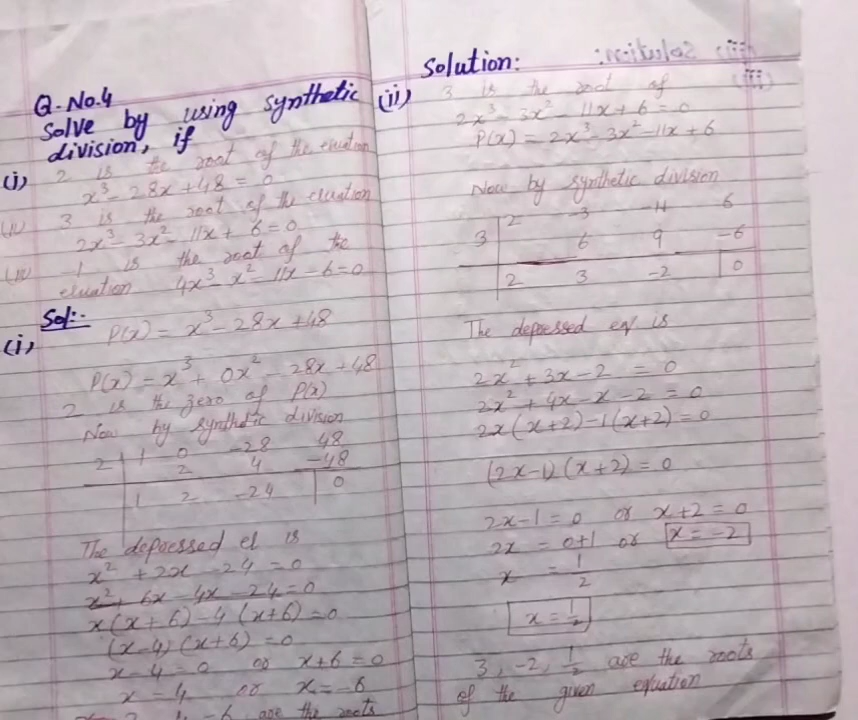 Q.No.4
Solve by using synthetic
division, if
(i) 2 is the root of the
x³ - 28x + 48 = 0
(ii) 3 is the root of the
2x³ - 3x² - 11x + 6 = 0
(iii) -1 is the root of the
4x³ - x² - 11x - 6 = 0
Sol:-
(i) P(x) = x³ - 28x + 48
P(x) = x³ + 0x² - 28x + 48
2 is the zero of P(x)
Now by synthetic division
2 | 1 0 -28 48
2 4 -48
1 2 -24 | 0
The depressed is
x² + 2x - 24 = 0
x² + 6x - 4x - 24 = 0
x(x+6) - 4(x+6) = 0
(x-4)(x+6) = 0
x - 4 = 0 or x+6 = 0
x = 4 or x = -6
-6 are the roots
Solution:
(ii) 3 is the root of
2x³ - 3x² - 11x + 6 = 0
P(x) = 2x³ - 3x² - 11x + 6
Now by synthetic division
3 | 2 -3 -11 6
6 9 -6
2 3 -2 | 0
The depressed eq is
2x² + 3x - 2 = 0
2x² + 4x - x - 2 = 0
2x(x+2) - 1(x+2) = 0
(2x-1)(x+2) = 0
2x-1 = 0 or x+2 = 0
2x = 0+1 or x = -2
x = 1/2
x = 1/2
3, -2, 1/2 are the roots
of the given equation